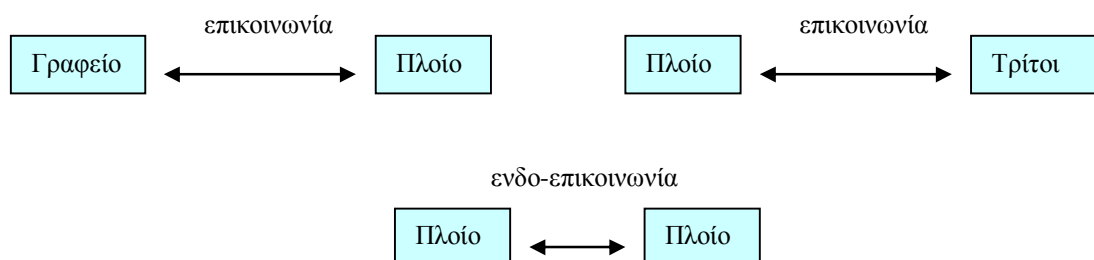 επικοινωνία επικοινωνία
Γραφείο Πλοίο Πλοίο Τρίτοι
ενδο-επικοινωνία
Πλοίο Πλοίο